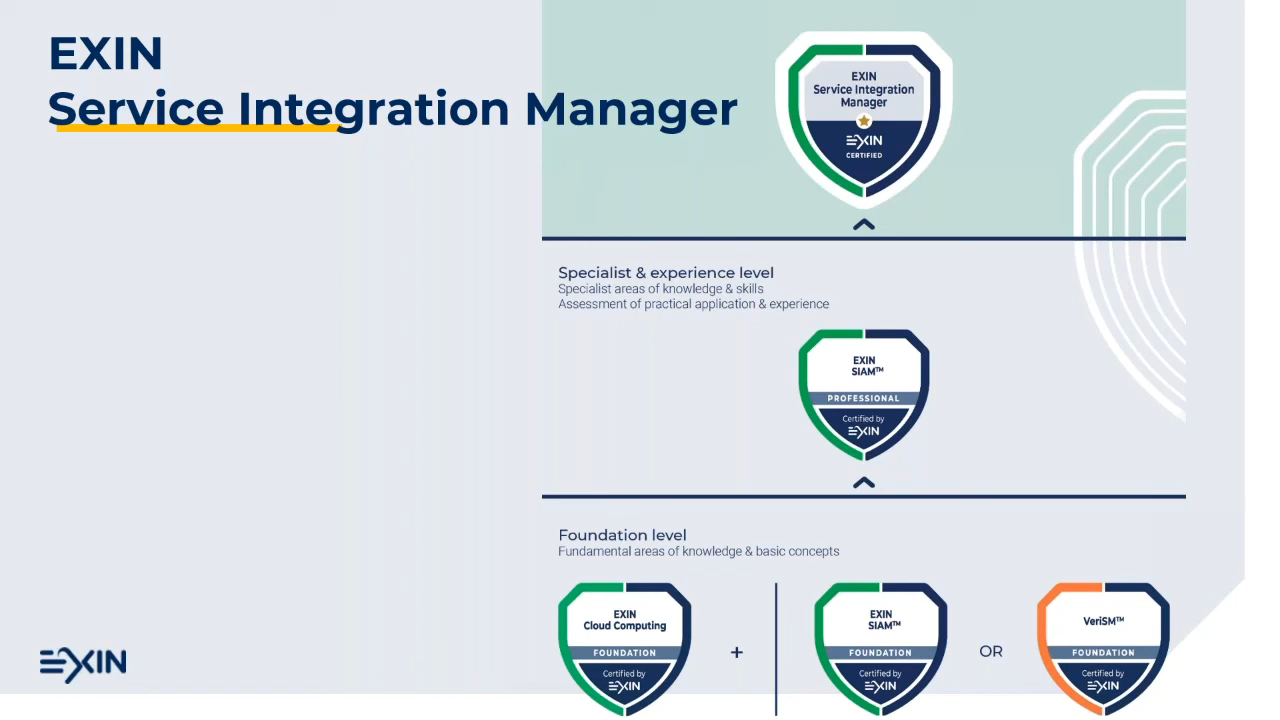 EXIN
Service Integration Manager
EXIN
Service Integration
Manager
EXIN
CERTIFIED
Specialist & experience level
Specialist areas of knowledge & skills
Assessment of practical application & experience
EXIN
SIAM™
PROFESSIONAL
Certified by
EXIN
Foundation level
Fundamental areas of knowledge & basic concepts
EXIN
Cloud Computing
FOUNDATION
Certified by
EXIN
+
EXIN
SIAM™
FOUNDATION
Certified by
EXIN
OR
VeriSM™
FOUNDATION
Certified by
EXIN
EXIN